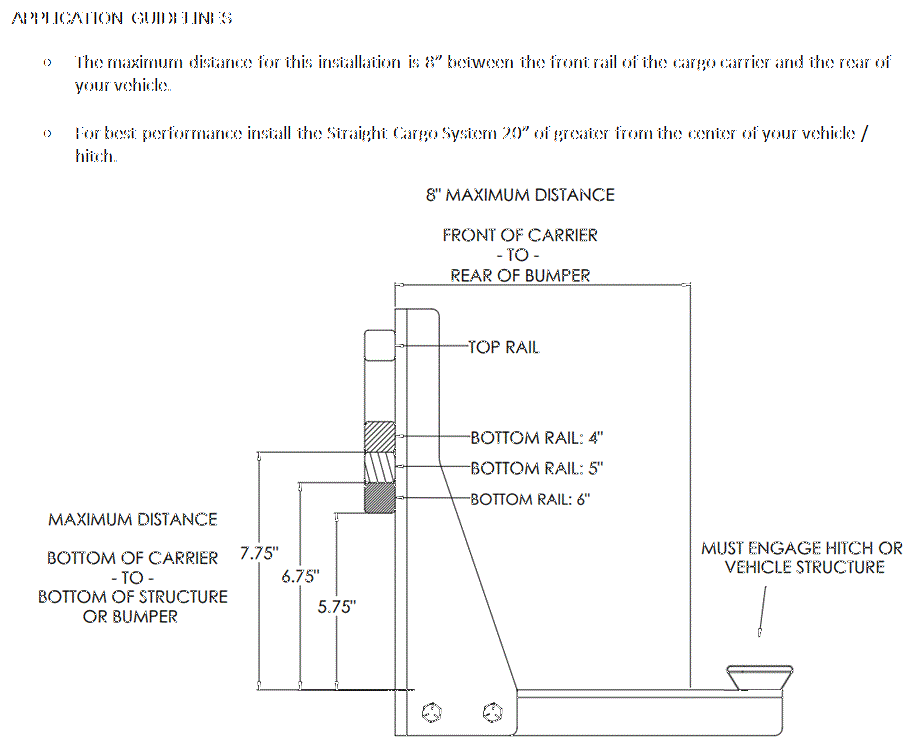 APPLICATION GUIDELINES
o The maximum distance for this installation is 8” between the front rail of the cargo carrier and the rear of
your vehicle.
o For best performance install the Straight Cargo System 20” of greater from the center of your vehicle /
hitch.
8" MAXIMUM DISTANCE
FRONT OF CARRIER
- TO -
REAR OF BUMPER
TOP RAIL
BOTTOM RAIL: 4"
BOTTOM RAIL: 5"
BOTTOM RAIL: 6"
MAXIMUM DISTANCE
BOTTOM OF CARRIER
- TO -
BOTTOM OF STRUCTURE
OR BUMPER
7.75"
6.75"
5.75"
MUST ENGAGE HITCH OR
VEHICLE STRUCTURE